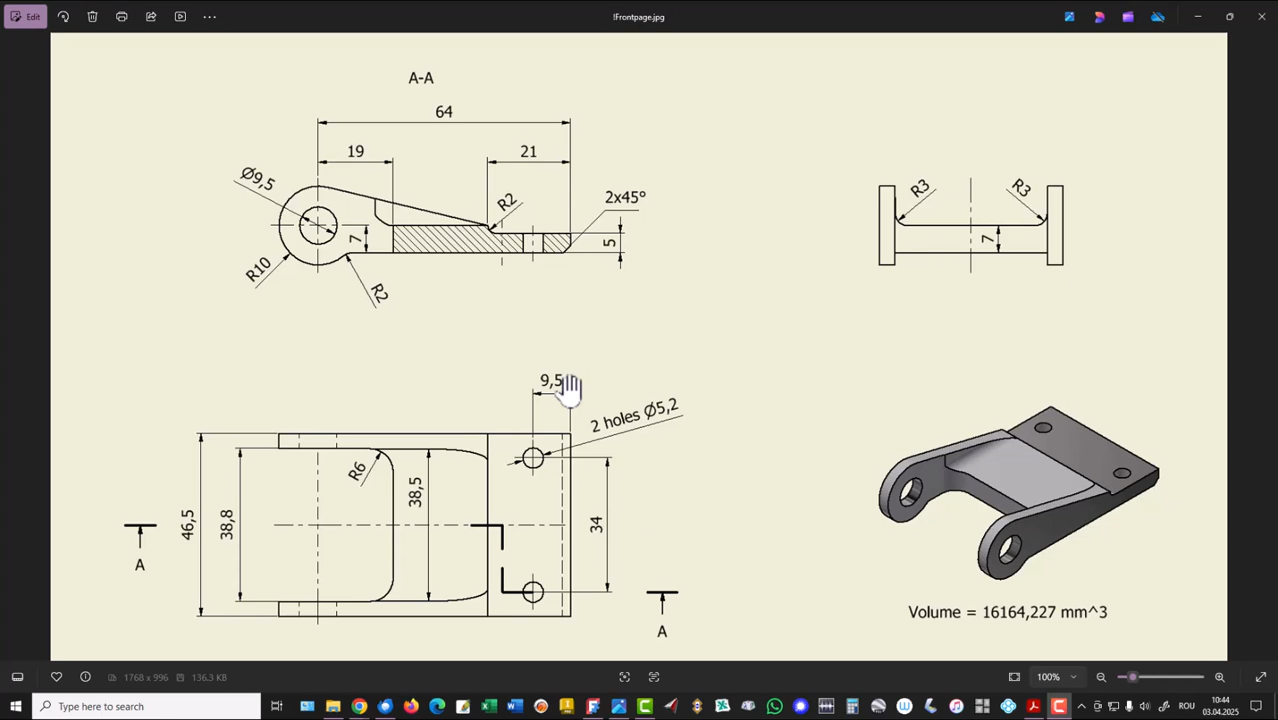 Edit
!Frontpage.jpg
A-A
64
19
21
Ø9,5
R2
2x45°
7
5
R10
R2
R3
R3
7
9,5
2 holes Ø5,2
R6
46,5
38,8
38,5
34
A
A
Volume = 16164,227 mm^3
1768 x 996
136.3 KB
100%
Type here to search
ROU
10:44
03.04.2025